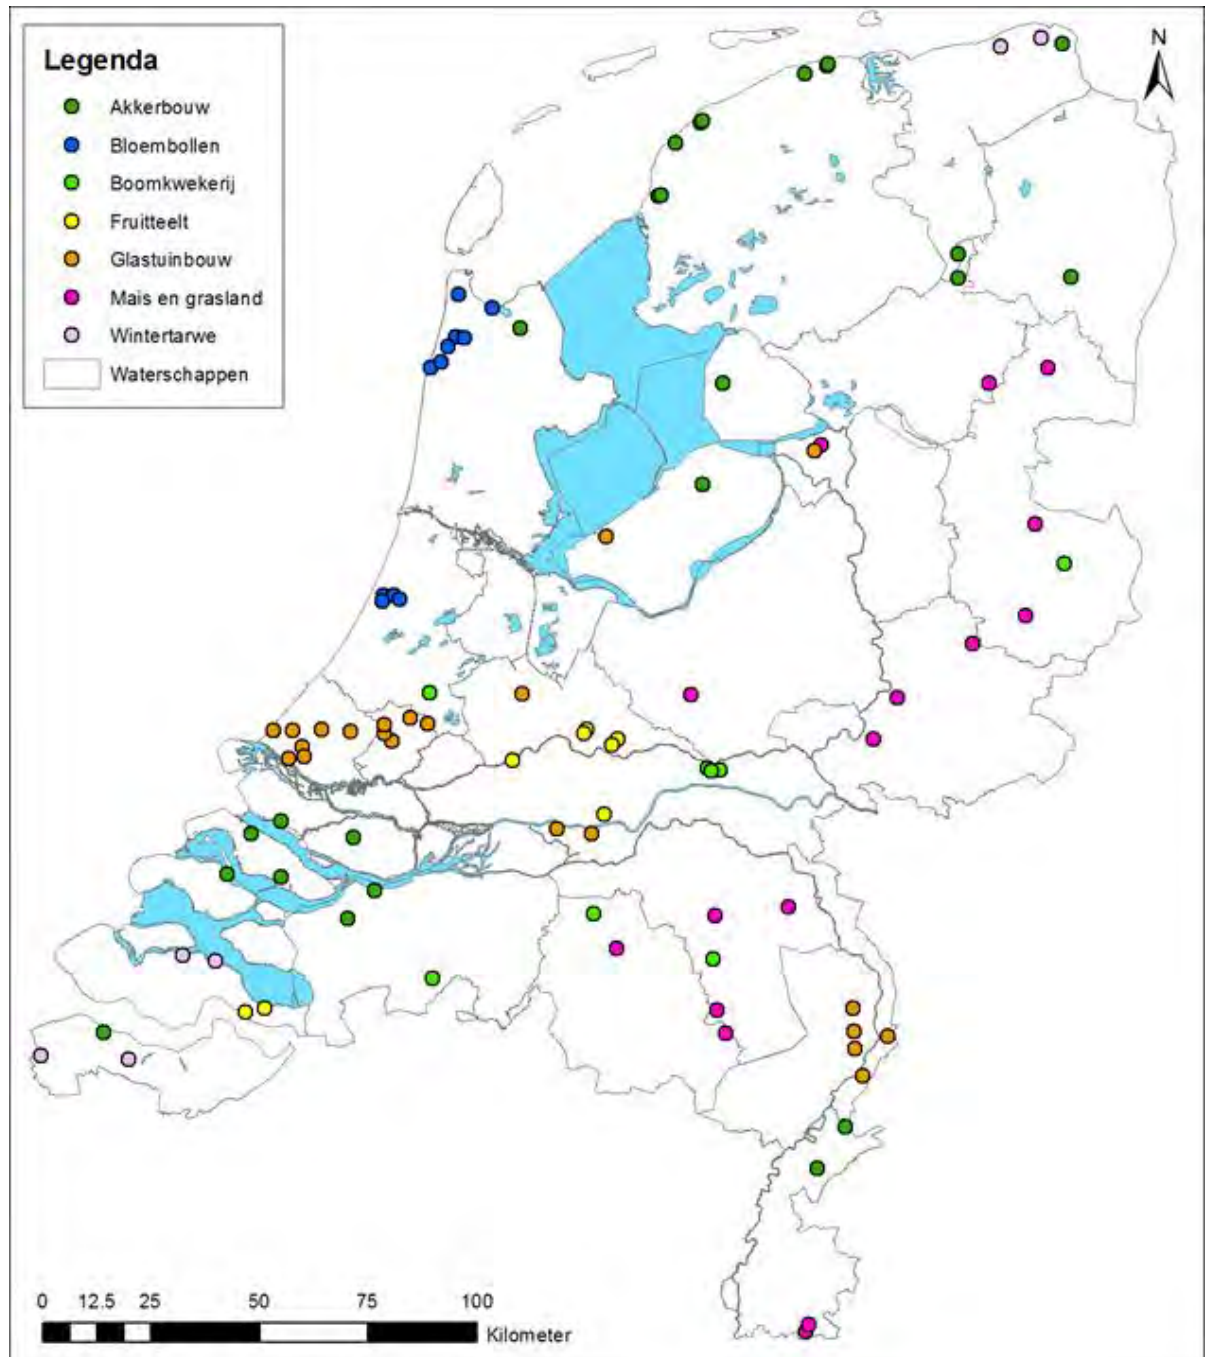 Legenda
Akkerbouw
Bloembollen
Boomkwekerij
Fruitteelt
Glastuinbouw
Mais en grasland
Wintertarwe
Waterschappen
N
0 12.5 25 50 75 100
Kilometer